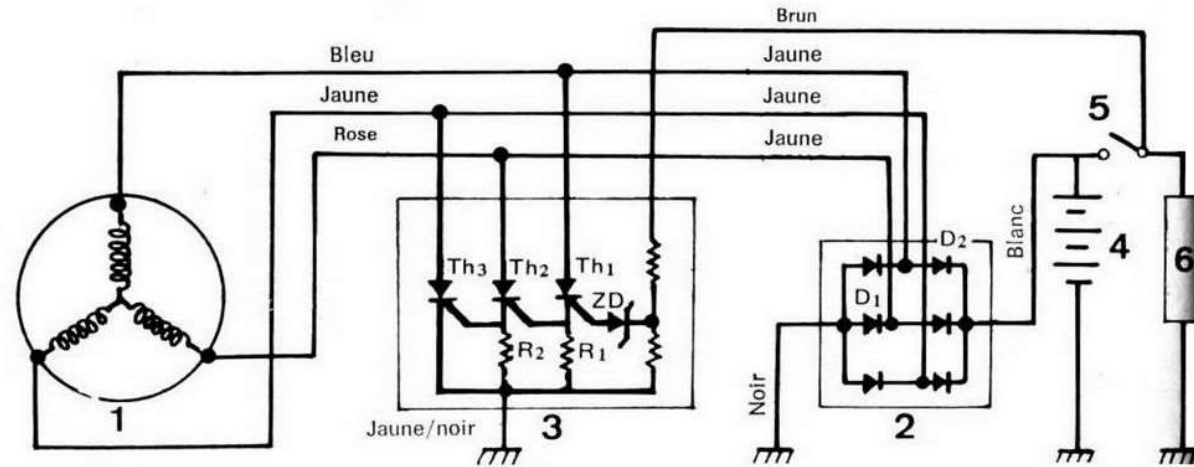 Brun
Bleu
Jaune
Jaune
Jaune
Rose
Jaune
5
Th3
Th2
Th1
ZD
D2
D1
Blanc
4
6
R2
R1
Noir
1
Jaune/noir
3
2